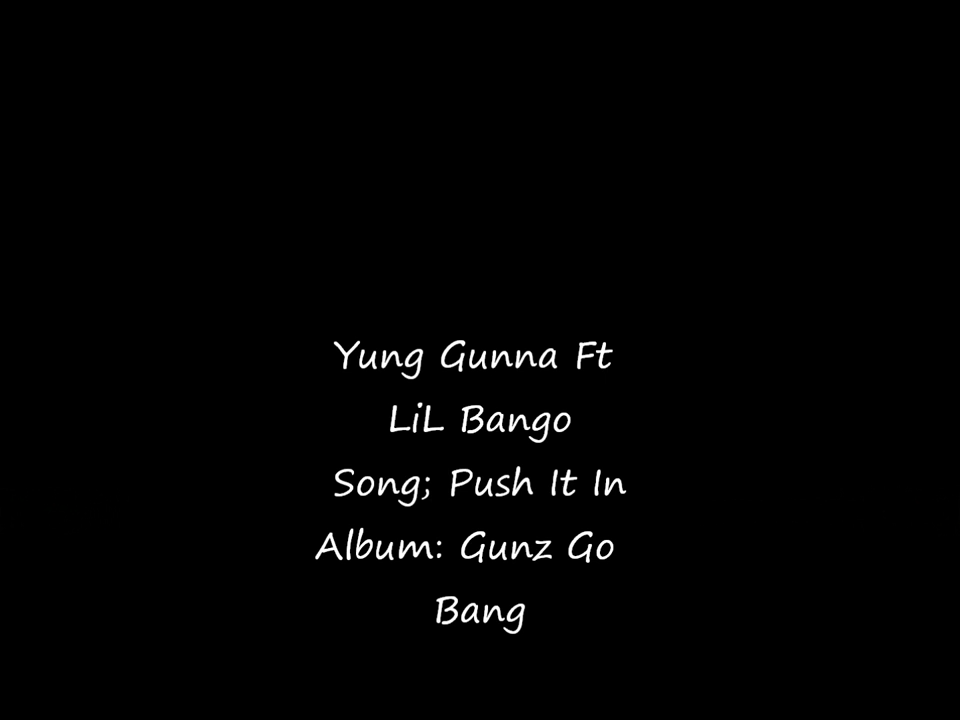 Yung Gunna Ft
LiL Bango
Song; Push It In
Album: Gunz Go
Bang